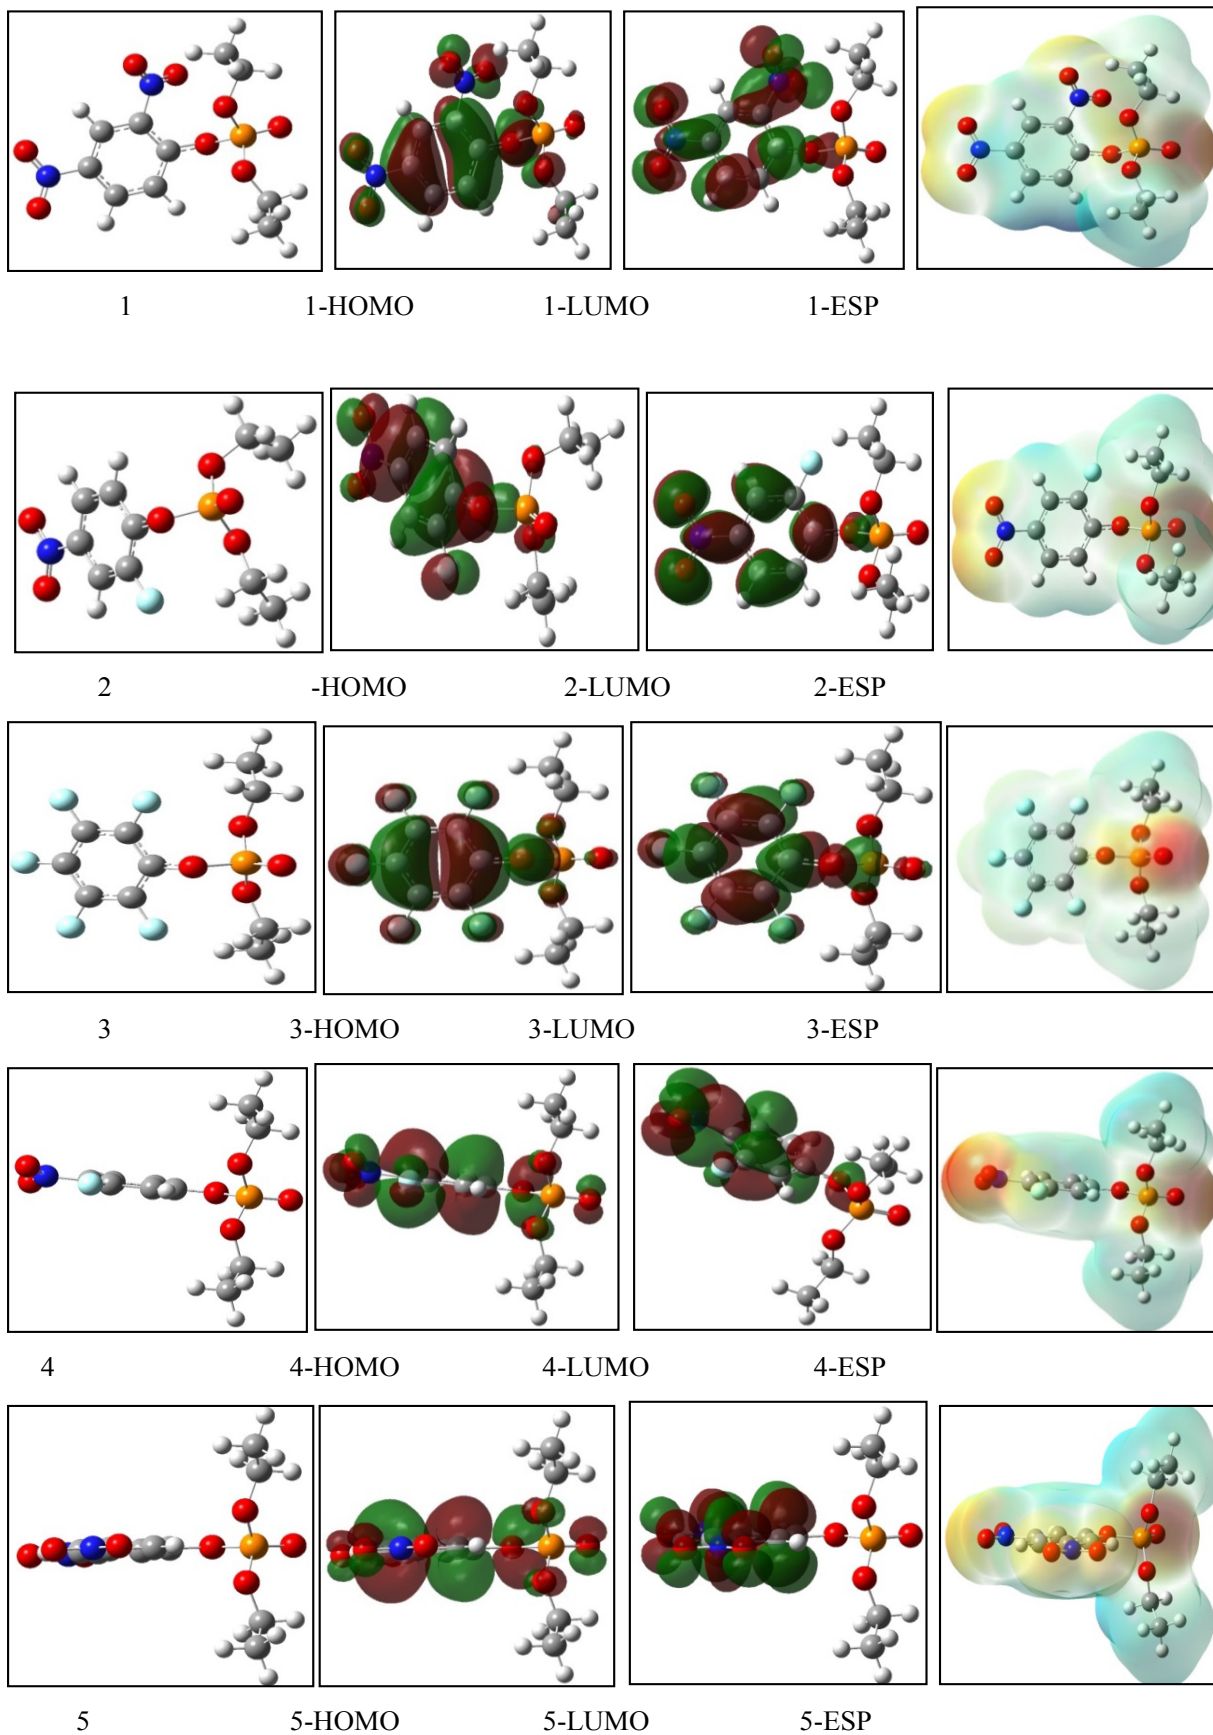 1 1-HOMO 1-LUMO 1-ESP
2 -HOMO 2-LUMO 2-ESP
3 3-HOMO 3-LUMO 3-ESP
4 4-HOMO 4-LUMO 4-ESP
5 5-HOMO 5-LUMO 5-ESP